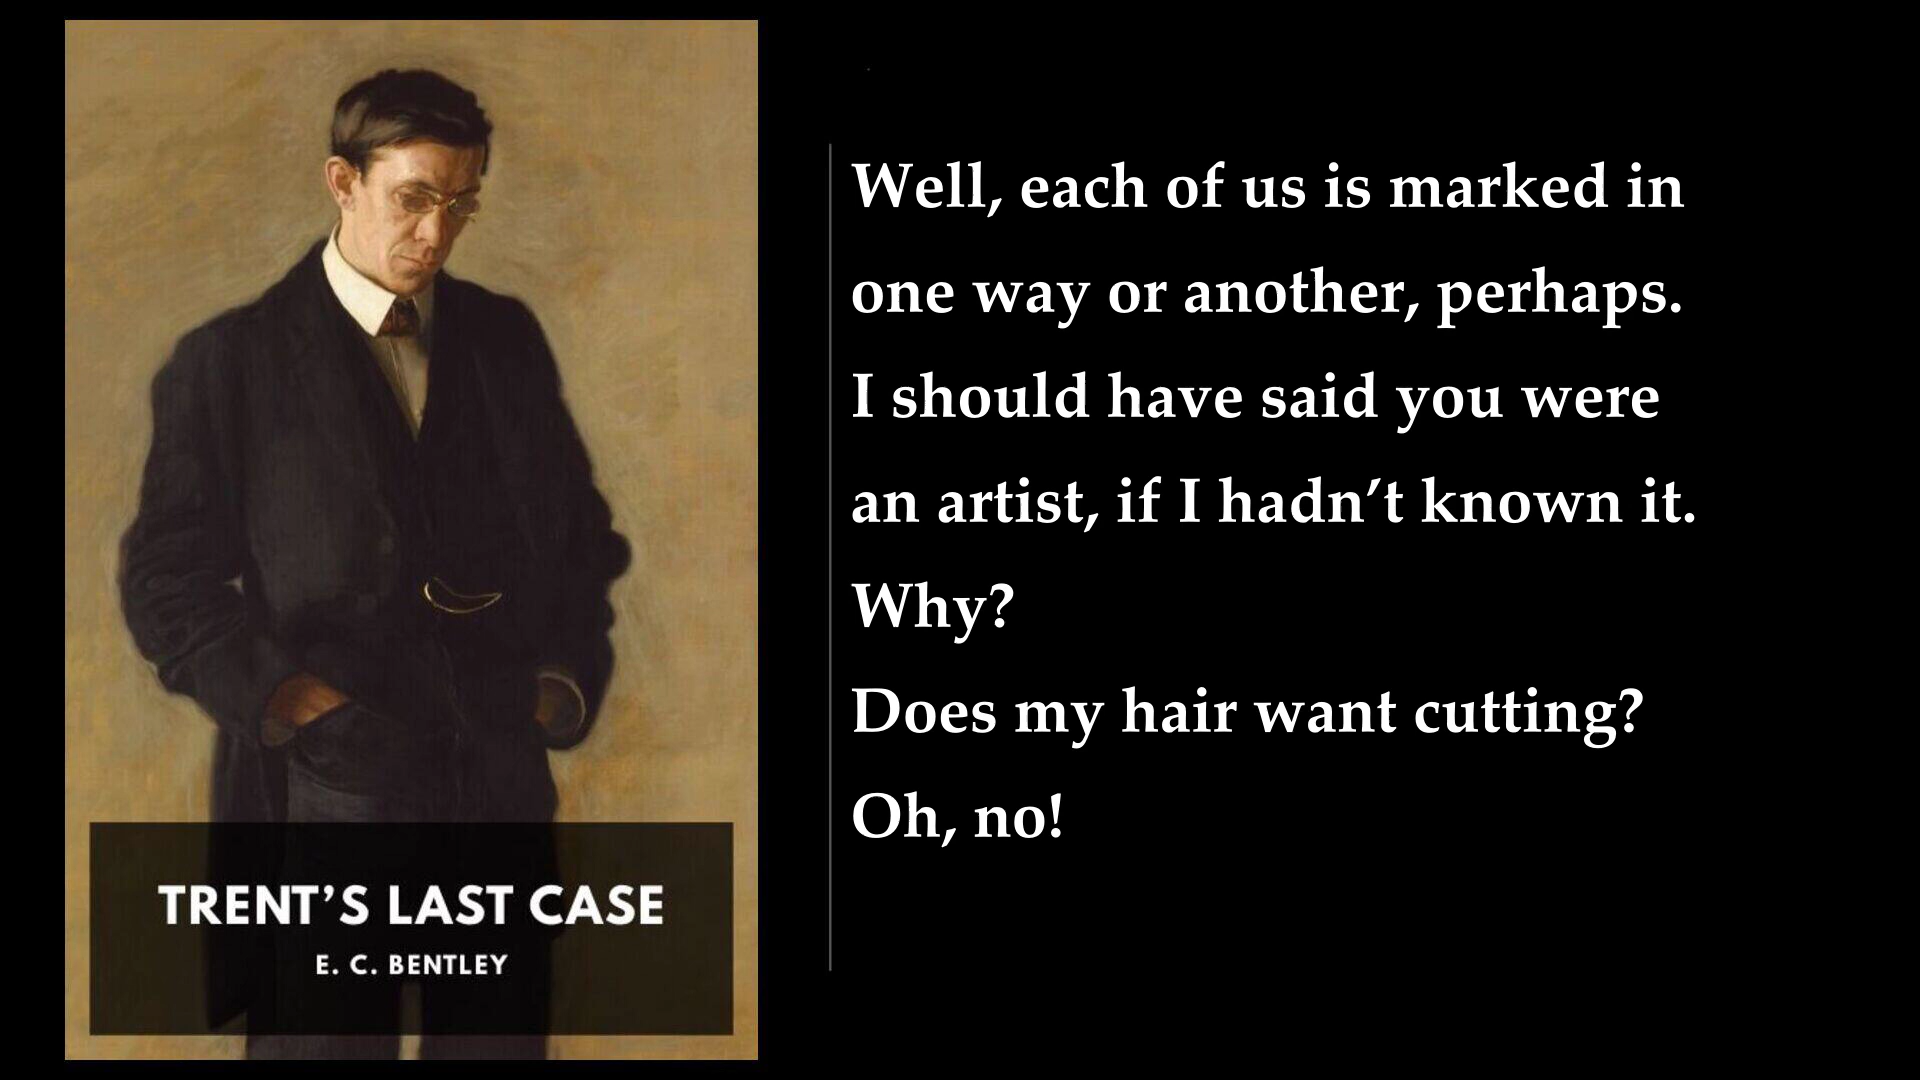 Well, each of us is marked in
one way or another, perhaps.
I should have said you were
an artist, if I hadn’t known it.
Why?
Does my hair want cutting?
Oh, no!
TRENT’S LAST CASE
E. C. BENTLEY